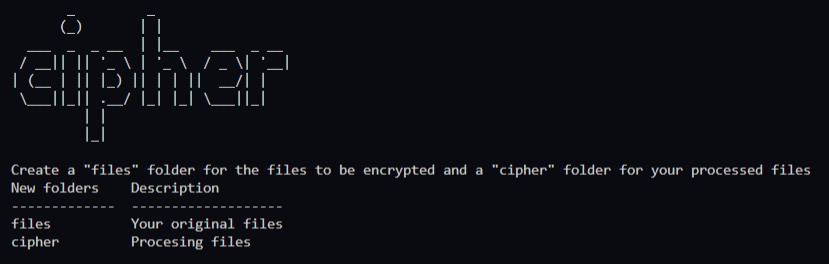 cipher
Create a "files" folder for the files to be encrypted and a "cipher" folder for your processed files
New folders Description
------------- -------------------
files Your original files
cipher Procesing files